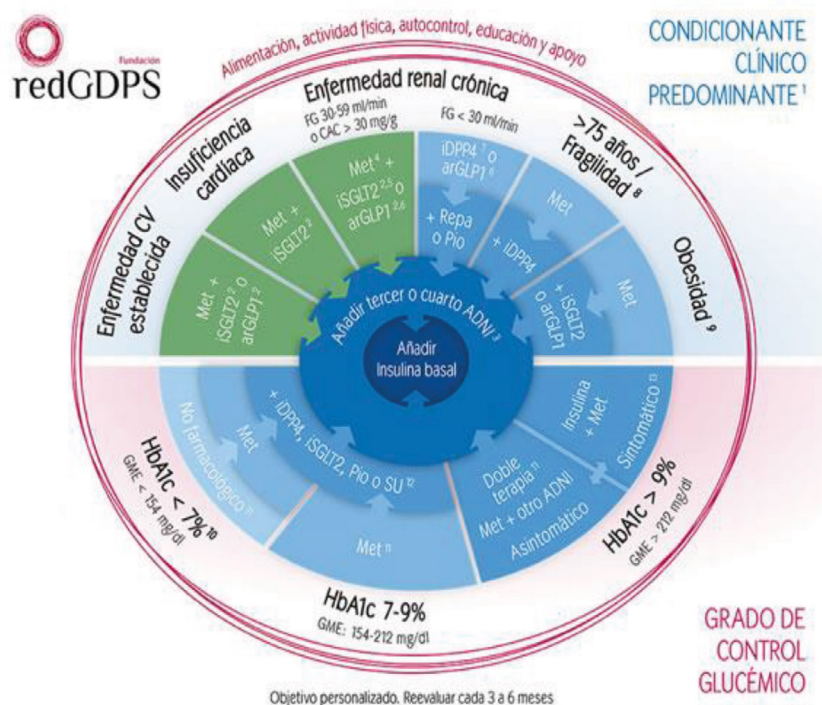 Fundación
redGDPS
Alimentación, actividad física, autocontrol, educación y apoyo
CONDICIONANTE
CLÍNICO
PREDOMINANTE ¹
Enfermedad CV
establecida
Insuficiencia
cardíaca
Enfermedad renal crónica
FG 30-59 ml/min
o CAC > 30 mg/g
FG < 30 ml/min
>75 años /
Fragilidad ⁸
Obesidad ⁹
Met +
iSGLT2 ² o
arGLP1 ²
Met +
iSGLT2 ²
Met ⁴ +
iSGLT2 ²,⁵ o
arGLP1 ²,⁶
iDPP4 ⁷ o
arGLP1 ⁶
+ Repa
o Pio
Met
+ iDPP4
Met
+ iSGLT2
o arGLP1
Añadir tercer o cuarto ADNI ³
Añadir
Insulina basal
No farmacológico ¹¹
Met
+ iDPP4, iSGLT2, Pio o SU ¹²
Met ¹¹
Doble
terapia ¹¹
Met + otro ADNI
Asintomático
Insulina
+ Met
Sintomático ¹³
HbA1c < 7% ¹⁰
GME < 154 mg/dl
HbA1c 7-9%
GME: 154-212 mg/dl
HbA1c > 9%
GME > 212 mg/dl
GRADO DE
CONTROL
GLUCÉMICO
Objetivo personalizado. Reevaluar cada 3 a 6 meses